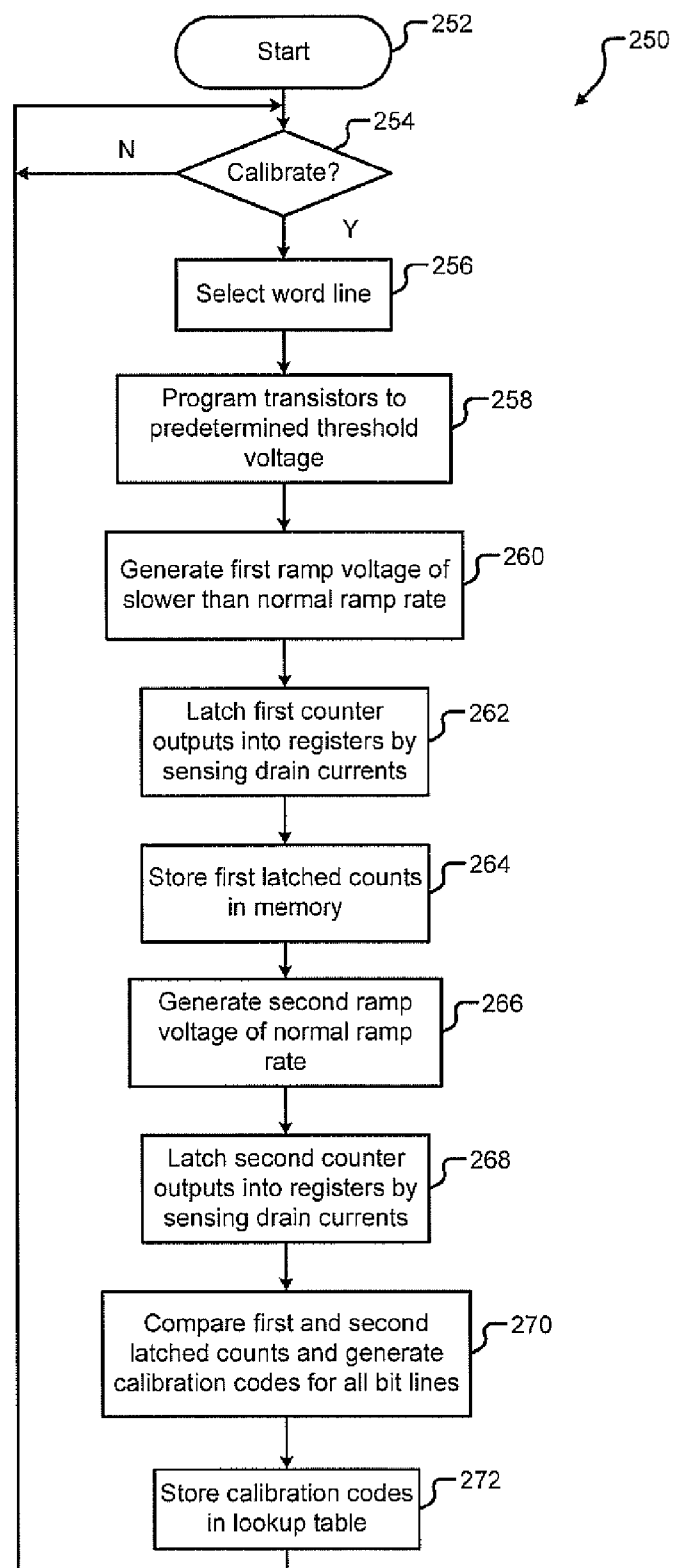 252
Start
250
254
N
Calibrate?
Y
256
Select word line
258
Program transistors to
predetermined threshold
voltage
260
Generate first ramp voltage of
slower than normal ramp rate
262
Latch first counter
outputs into registers by
sensing drain currents
264
Store first latched counts
in memory
266
Generate second ramp
voltage of normal ramp
rate
268
Latch second counter
outputs into registers by
sensing drain currents
270
Compare first and second
latched counts and generate
calibration codes for all bit lines
272
Store calibration codes
in lookup table